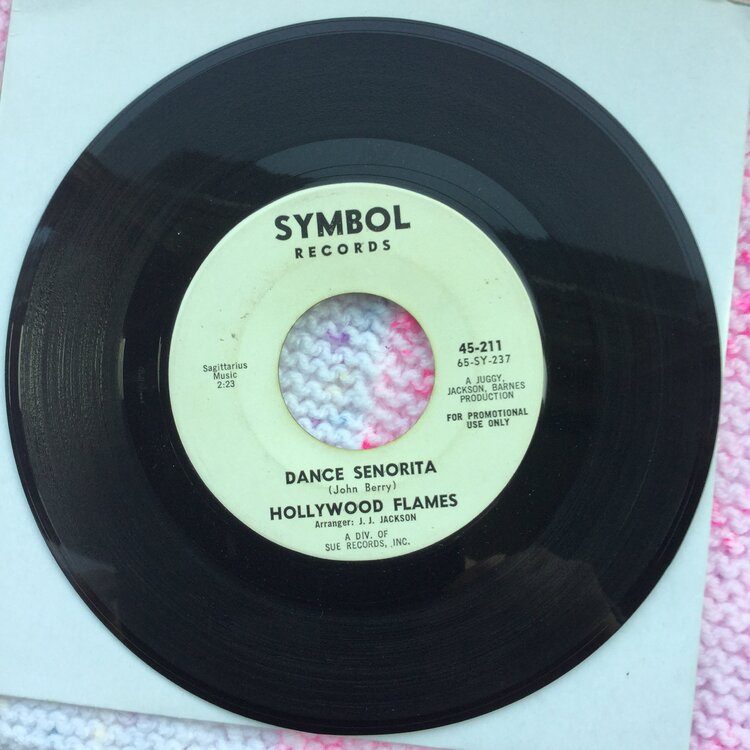 SYMBOL
RECORDS
Sagittarius
Music
2:23
45-211
65-SY-237
A JUGGY,
JACKSON, BARNES
PRODUCTION
FOR PROMOTIONAL
USE ONLY
DANCE SENORITA
(John Berry)
HOLLYWOOD FLAMES
Arranger: J. J. JACKSON
A DIV. OF
SUE RECORDS, INC.